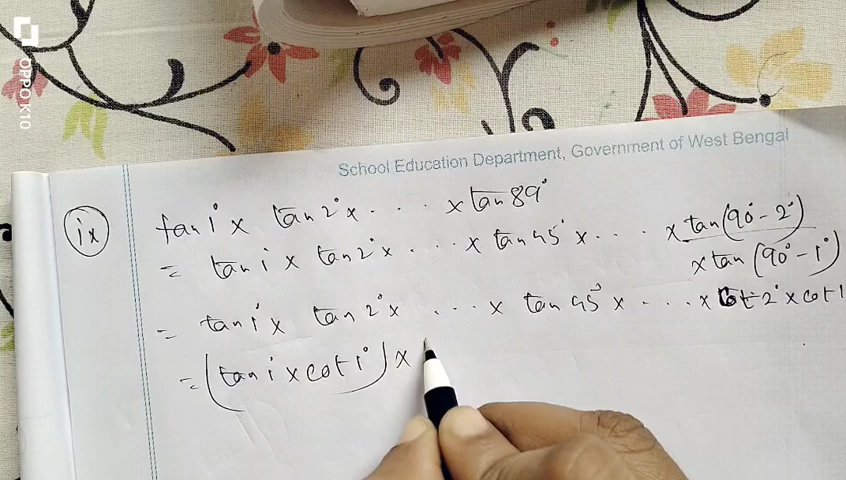 OPPO K10
School Education Department, Government of West Bengal
ix
tan 1° x tan 2° x . . . . x tan 89°
= tan 1° x tan 2° x . . . . x tan 45° x . . . . x tan (90° - 2°)
x tan (90° - 1°)
= tan 1° x tan 2° x . . . . x tan 45° x . . . . x cot 2° x cot 1
= (tan 1° x cot 1°) x